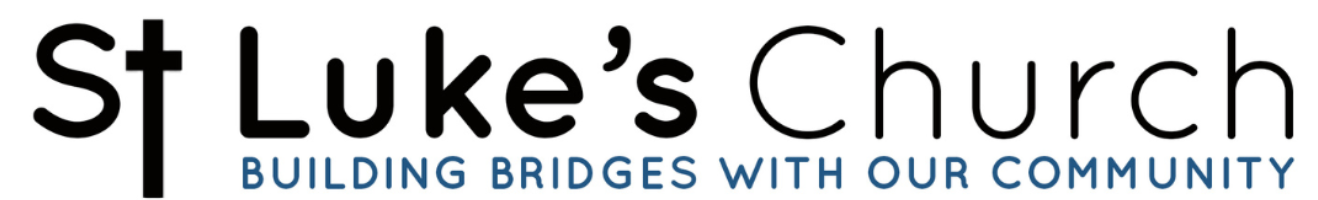 St Luke’s Church
BUILDING BRIDGES WITH OUR COMMUNITY